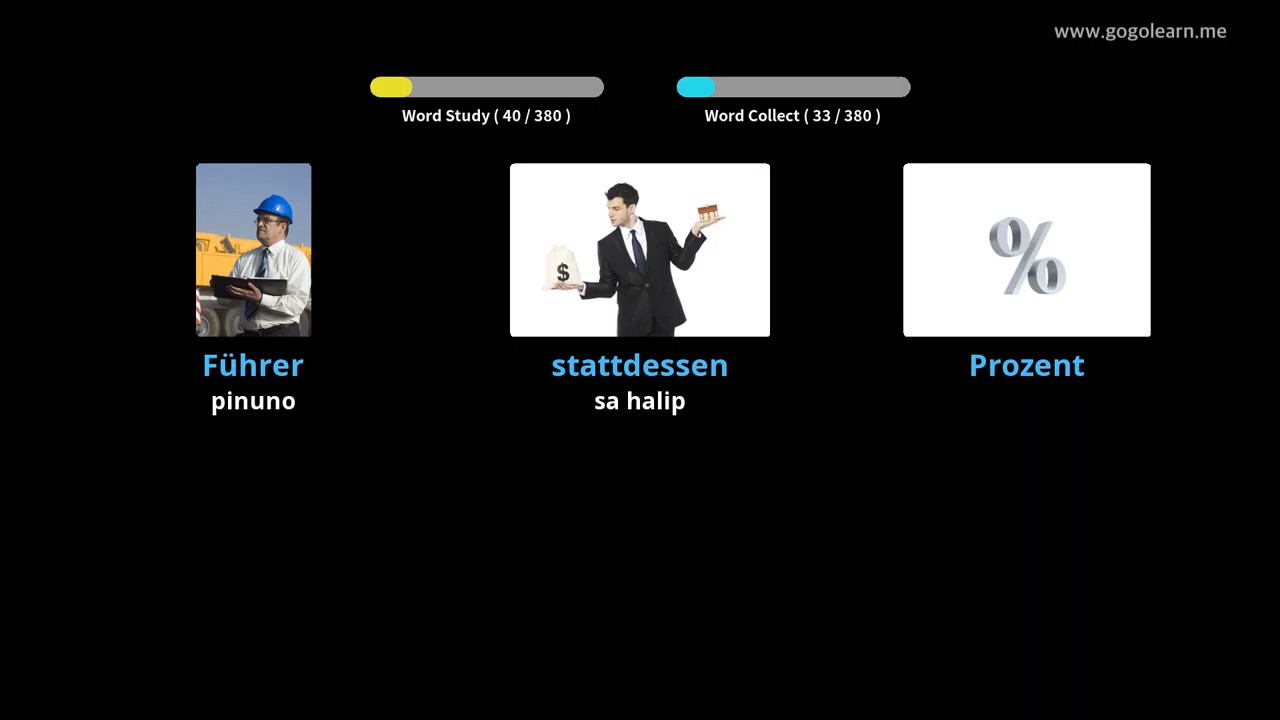 www.gogolearn.me
Word Study ( 40 / 380 )
Word Collect ( 33 / 380 )
$
%
Führer
stattdessen
Prozent
pinuno
sa halip